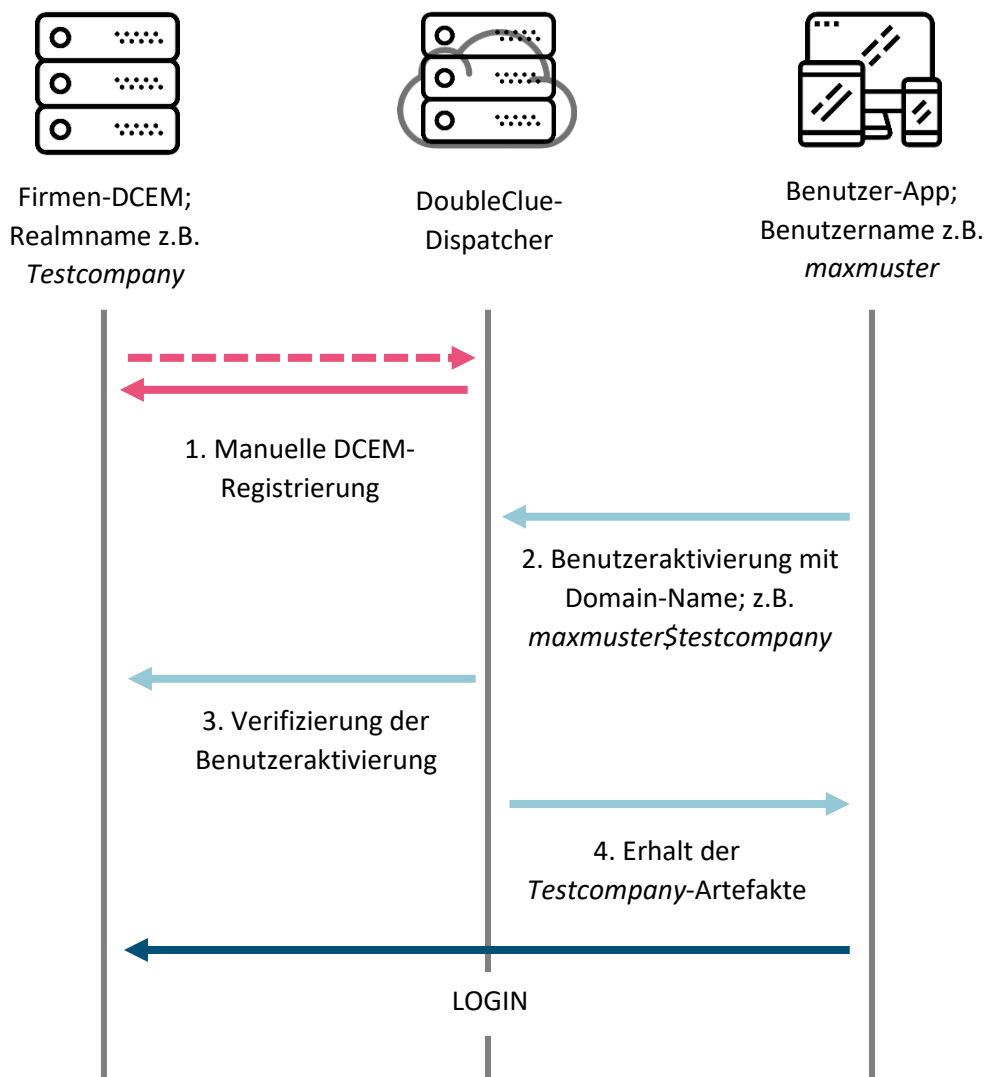 Firmen-DCEM;
Realmname z.B.
Testcompany
DoubleClue-
Dispatcher
Benutzer-App;
Benutzername z.B.
maxmuster
1. Manuelle DCEM-
Registrierung
2. Benutzeraktivierung mit
Domain-Name; z.B.
maxmuster$testcompany
3. Verifizierung der
Benutzeraktivierung
4. Erhalt der
Testcompany-Artefakte
LOGIN